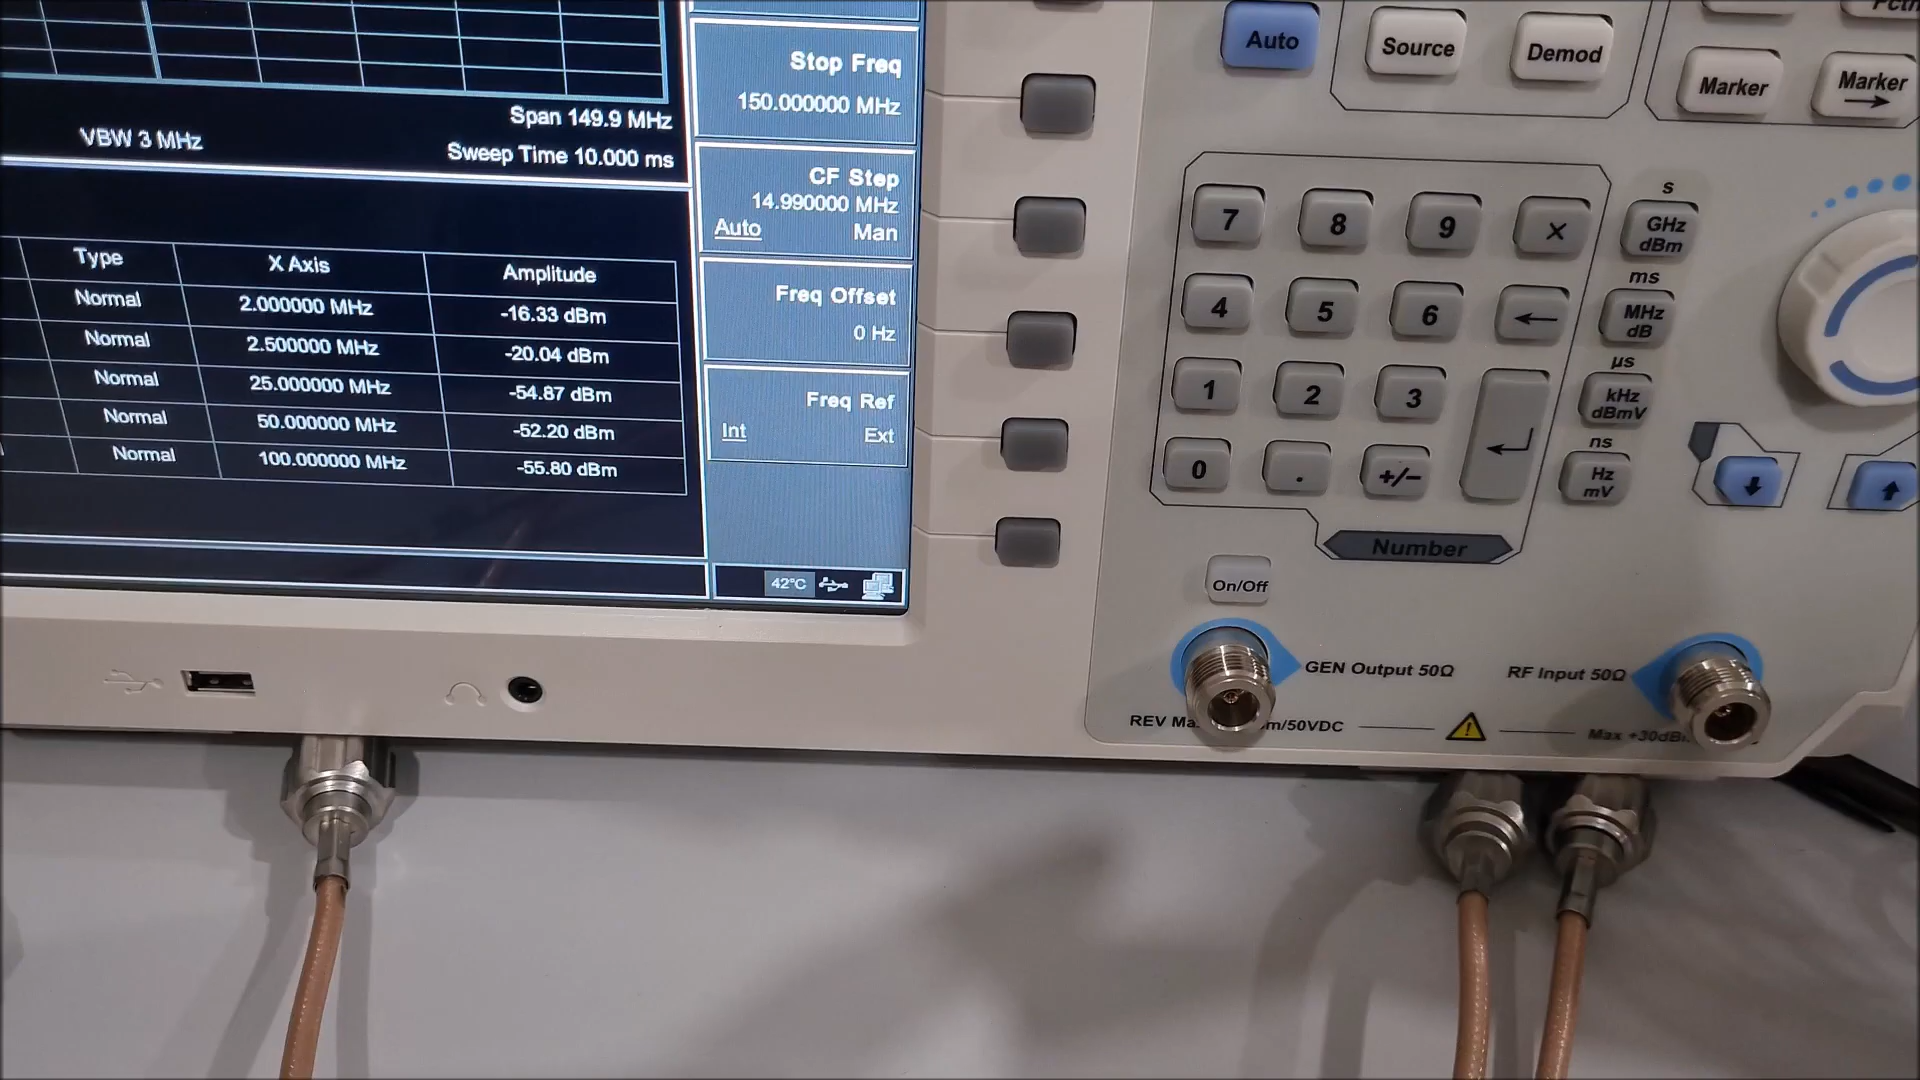 Span 149.9 MHz
VBW 3 MHz
Sweep Time 10.000 ms
Type X Axis Amplitude
Normal 2.000000 MHz -16.33 dBm
Normal 2.500000 MHz -20.04 dBm
Normal 25.000000 MHz -54.87 dBm
Normal 50.000000 MHz -52.20 dBm
Normal 100.000000 MHz -55.80 dBm
Stop Freq
150.000000 MHz
CF Step
14.990000 MHz
Auto Man
Freq Offset
0 Hz
Freq Ref
Int Ext
42°C
Auto
Source
Demod
Marker
Marker →
7 8 9 ×
4 5 6 ←
1 2 3
0 . +/-
Number
s
GHz
dBm
ms
MHz
dB
µs
kHz
dBmV
ns
Hz
mV
On/Off
GEN Output 50Ω
RF Input 50Ω
REV m/50VDC
Max +30dB